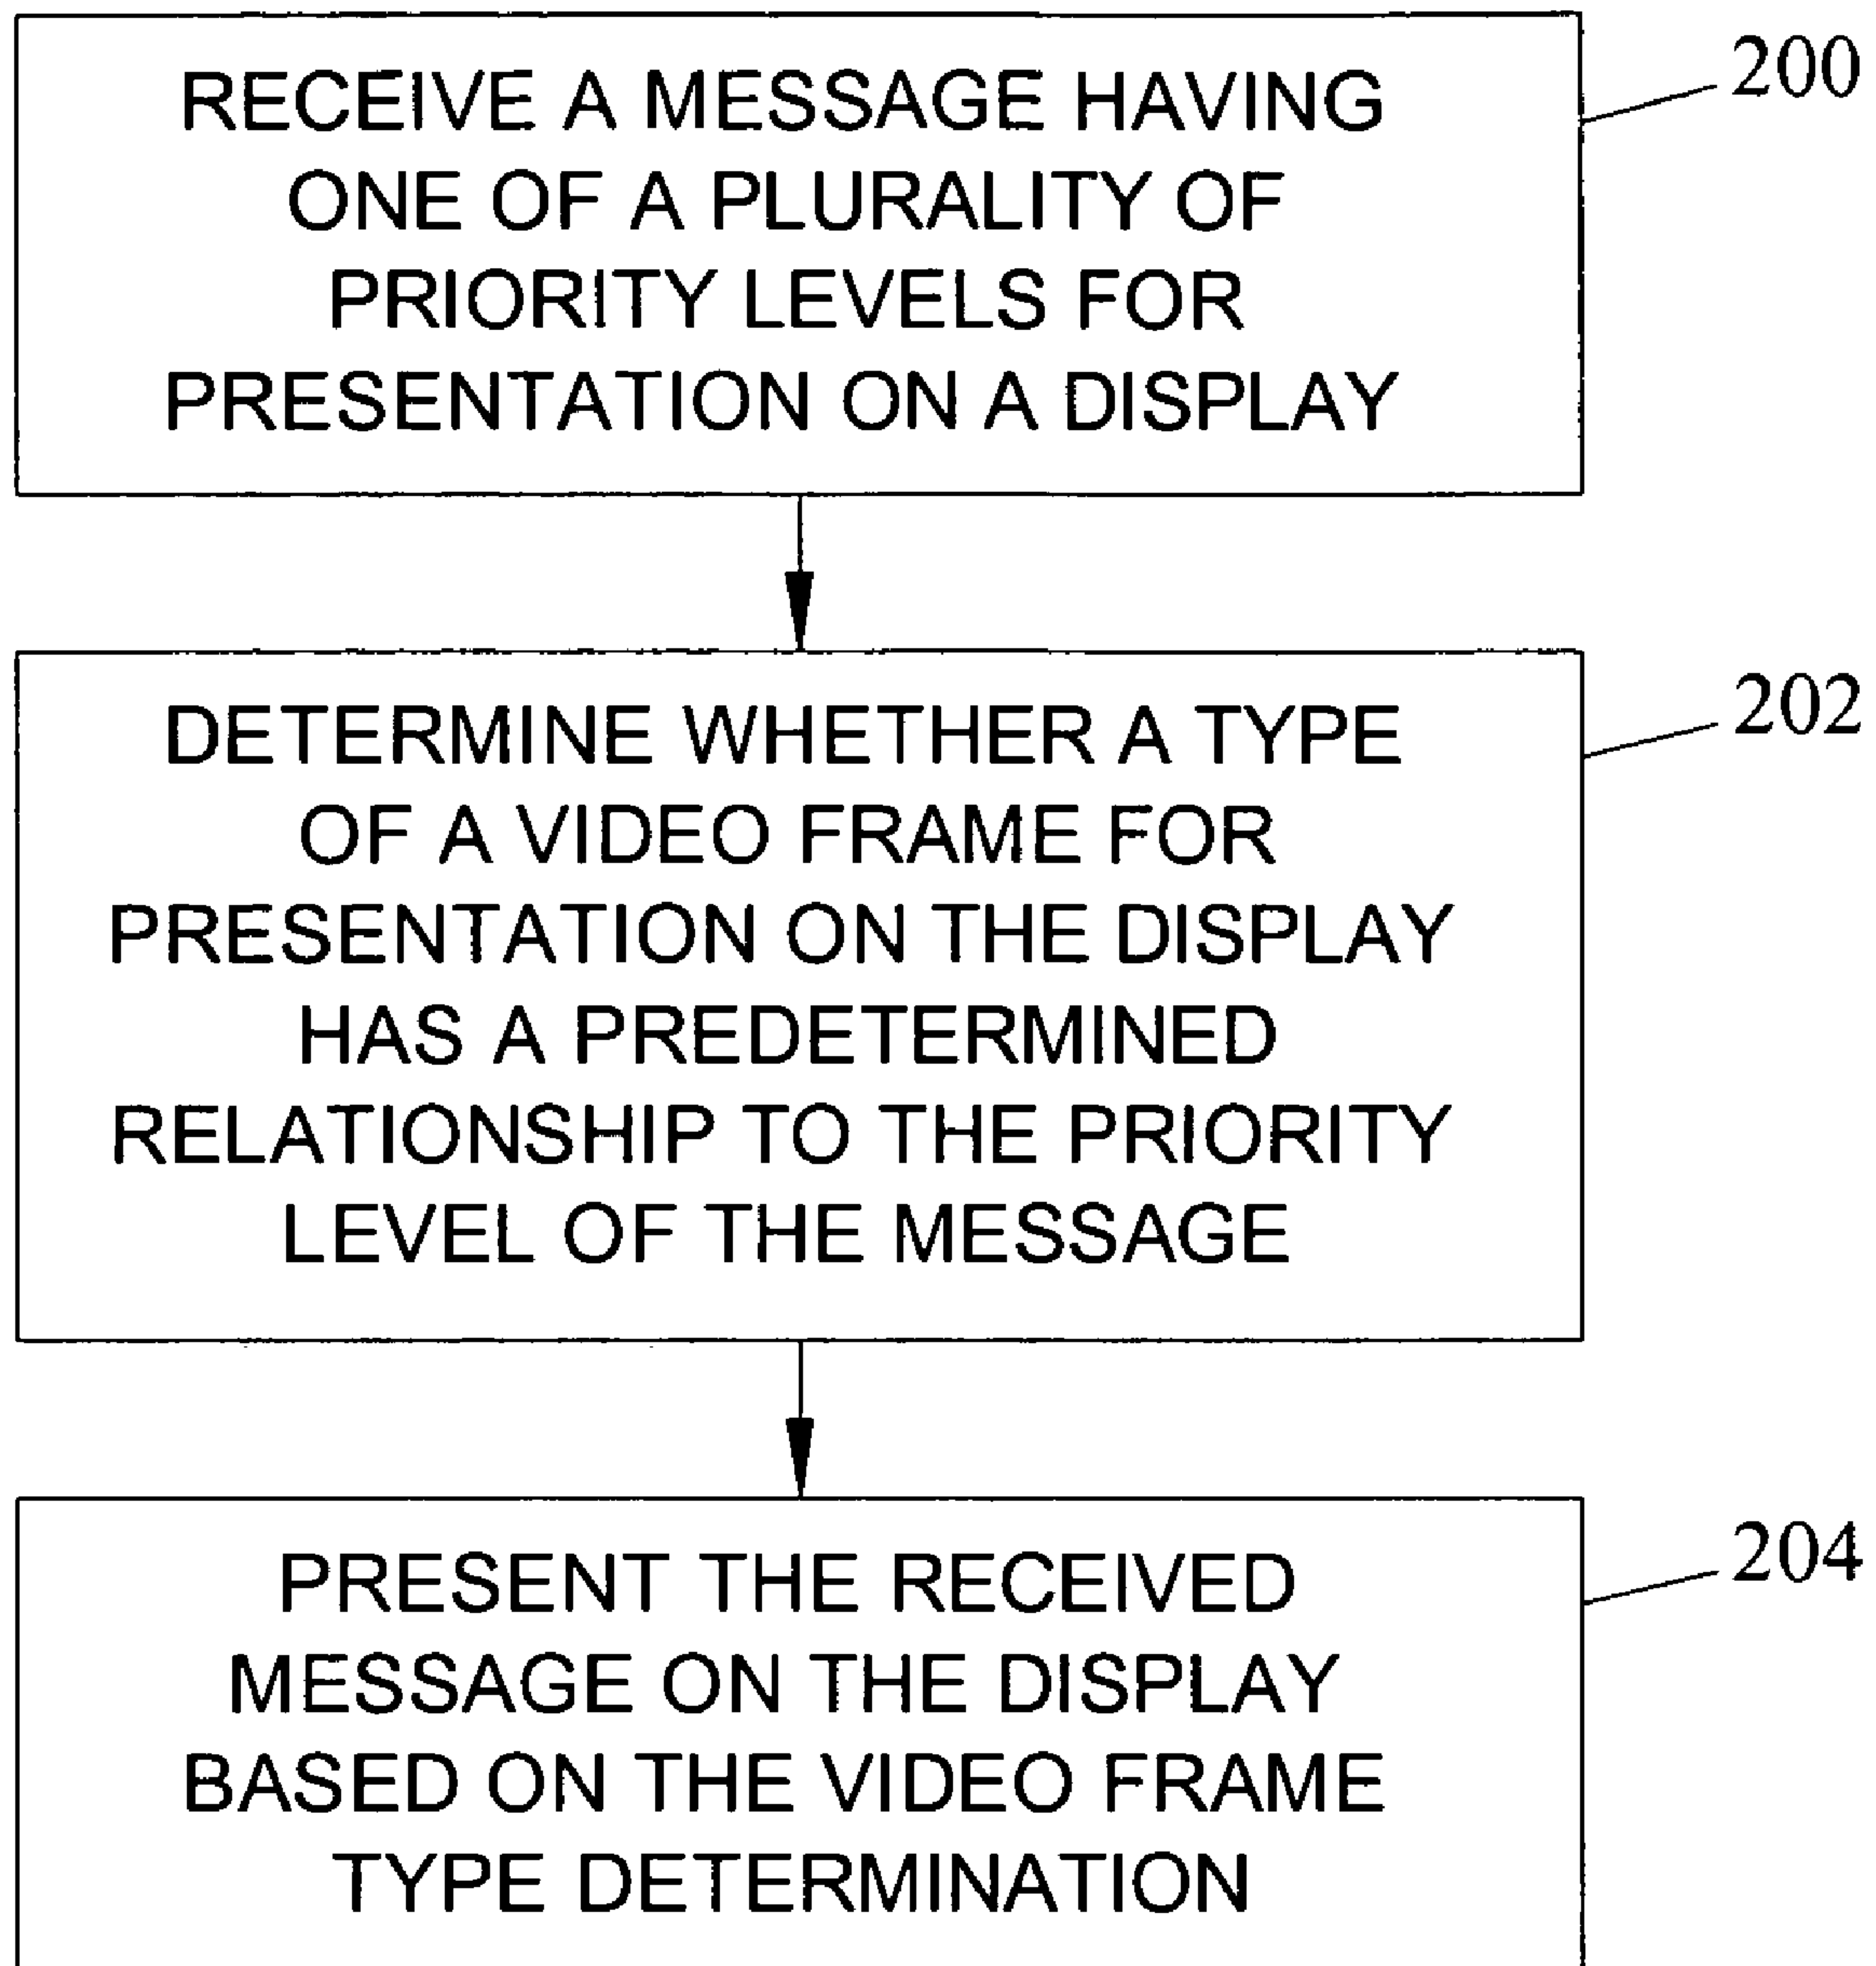 RECEIVE A MESSAGE HAVING
ONE OF A PLURALITY OF
PRIORITY LEVELS FOR
PRESENTATION ON A DISPLAY
200
DETERMINE WHETHER A TYPE
OF A VIDEO FRAME FOR
PRESENTATION ON THE DISPLAY
HAS A PREDETERMINED
RELATIONSHIP TO THE PRIORITY
LEVEL OF THE MESSAGE
202
PRESENT THE RECEIVED
MESSAGE ON THE DISPLAY
BASED ON THE VIDEO FRAME
TYPE DETERMINATION
204